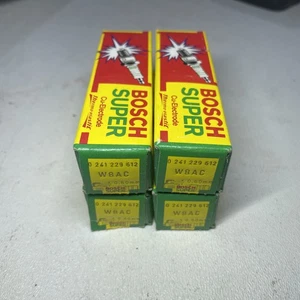 BOSCH
SUPER
Cu-Electrode
BOSCH
SUPER
Cu-Electrode
0 241 229 612
W8AC
0 241 229 612
W8AC
0 241 229 612
W8AC
0 241 229 612
W8AC